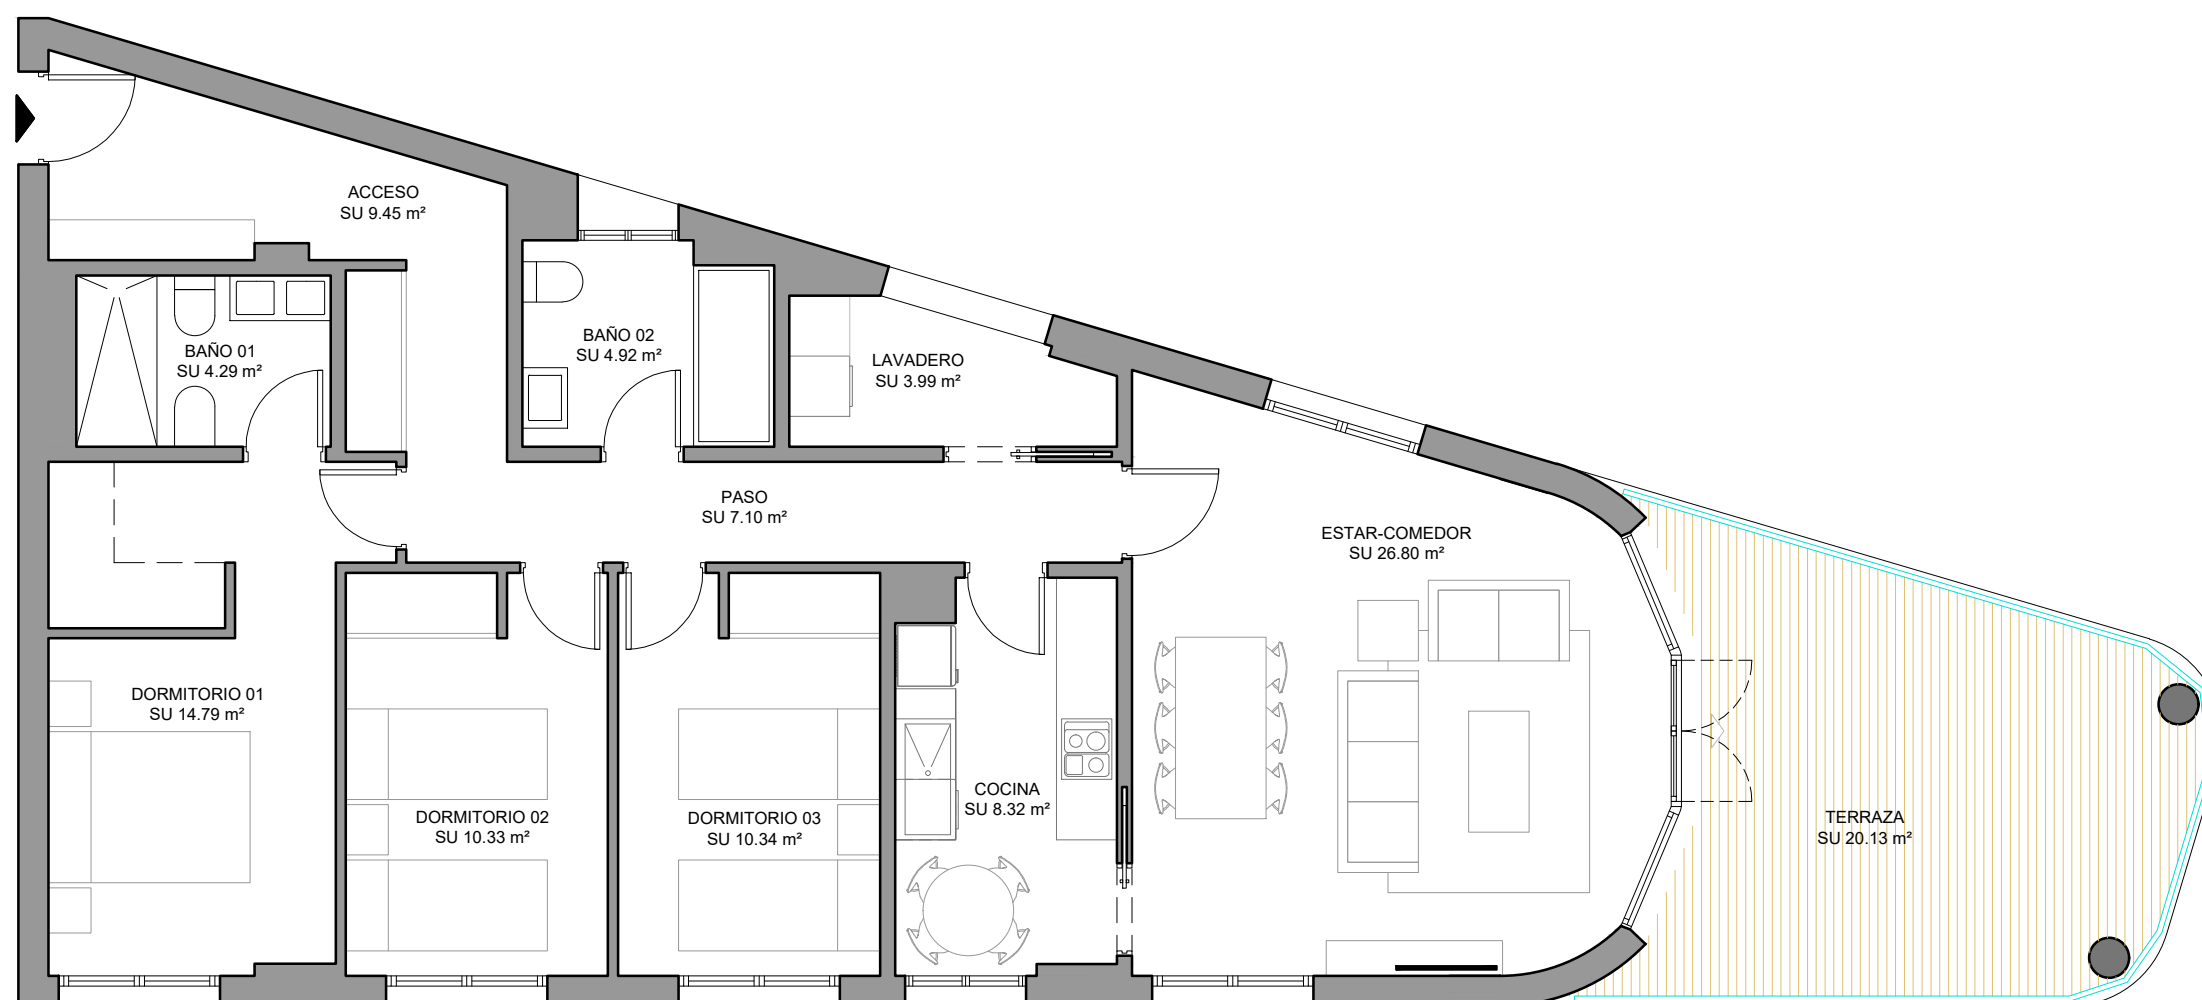 ACCESO
SU 9.45 m²
BAÑO 01
SU 4.29 m²
BAÑO 02
SU 4.92 m²
LAVADERO
SU 3.99 m²
PASO
SU 7.10 m²
ESTAR-COMEDOR
SU 26.80 m²
DORMITORIO 01
SU 14.79 m²
DORMITORIO 02
SU 10.33 m²
DORMITORIO 03
SU 10.34 m²
COCINA
SU 8.32 m²
TERRAZA
SU 20.13 m²